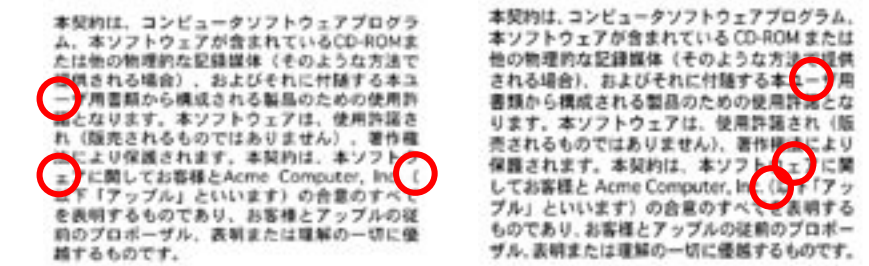 本契約は、コンピュータソフトウェアプログラ
ム、本ソフトウェアが含まれているCD-ROMま
たは他の物理的な記録媒体（そのような方法で
提供される場合）、およびそれに付随する本ユ
ーザ用書類から構成される製品のための使用許
諾となります。本ソフトウェアは、使用許諾さ
れ（販売されるものではありません）、著作権
法により保護されます。本契約は、本ソフトウ
ェアに関してお客様とAcme Computer, Inc.（
以下「アップル」といいます）の合意のすべて
を表明するものであり、お客様とアップルの従
前のプロポーザル、表明または理解の一切に優
越するものです。
本契約は、コンピュータソフトウェアプログラム、
本ソフトウェアが含まれている CD-ROM または
他の物理的な記録媒体（そのような方法で提供
される場合）、およびそれに付随する本ユーザ用
書類から構成される製品のための使用許諾とな
ります。本ソフトウェアは、使用許諾され（販
売されるものではありません）、著作権法により
保護されます。本契約は、本ソフトウェアに関
してお客様と Acme Computer, Inc.（以下「アッ
プル」といいます）の合意のすべてを表明する
ものであり、お客様とアップルの従前のプロポー
ザル、表明または理解の一切に優越するものです。